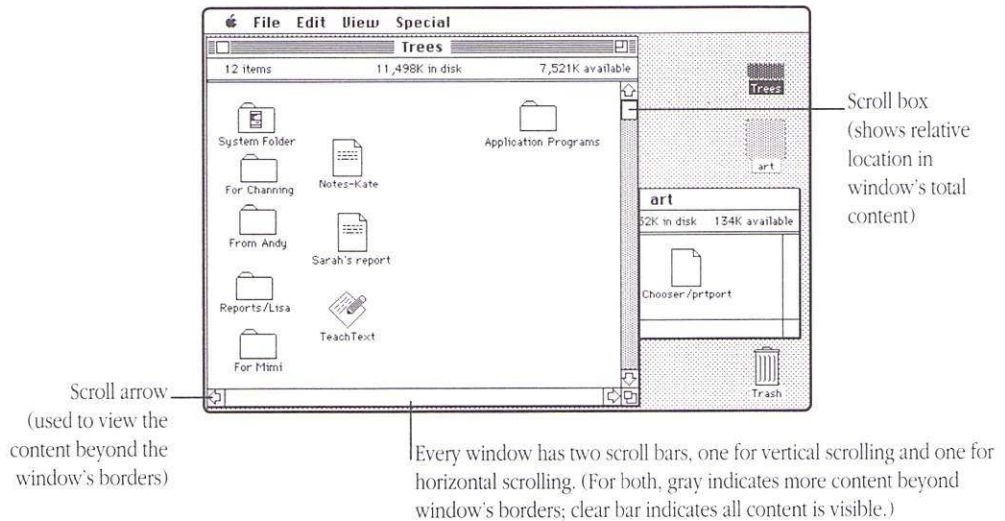 File Edit View Special
Trees
12 items 11,498K in disk 7,521K available
System Folder
For Channing
From Andy
Reports/Lisa
For Mimi
Notes-Kate
Sarah's report
TeachText
Application Programs
Trees
art
art
52K in disk 134K available
Chooser/prtport
Trash
Scroll box
(shows relative
location in
window's total
content)
Scroll arrow
(used to view the
content beyond the
window's borders)
Every window has two scroll bars, one for vertical scrolling and one for
horizontal scrolling. (For both, gray indicates more content beyond
window's borders; clear bar indicates all content is visible.)